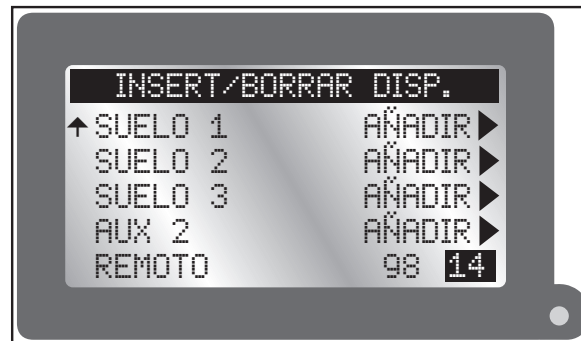 INSERT/BORRAR DISP.
SUELO 1 AÑADIR
SUELO 2 AÑADIR
SUELO 3 AÑADIR
AUX 2 AÑADIR
REMOTO 98 14